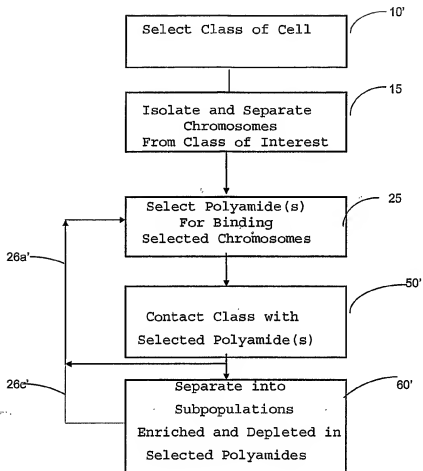 Select Class of Cell
10'
15
Isolate and Separate
Chromosomes
From Class of Interest
25
Select Polyamide(s)
For Binding
Selected Chromosomes
26a'
50'
Contact Class with
Selected Polyamide(s)
26c'
60'
Separate into
Subpopulations
Enriched and Depleted in
Selected Polyamides